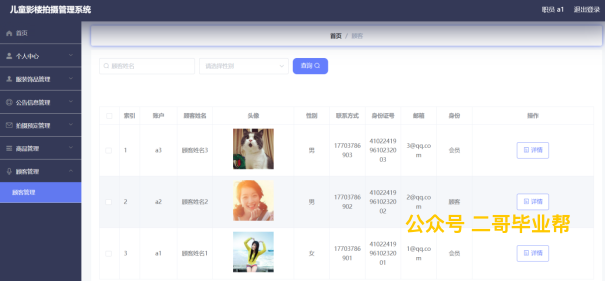 儿童影楼拍摄管理系统
职员 a1 退出登录
首页
首页 / 顾客
个人中心
服装饰品管理
公告信息管理
拍摄预定管理
商品管理
顾客管理
顾客管理
顾客姓名 请选择性别 查询
索引 账户 顾客姓名 头像 性别 联系方式 身份证号 邮箱 身份 操作
1 a3 顾客姓名3 男 17703786903 410224199610232003 3@qq.com 会员 详情
2 a2 顾客姓名2 男 17703786902 410224199610232002 2@qq.com 顾客 详情
3 a1 顾客姓名1 女 17703786901 410224199610232001 1@qq.com 会员 详情
公众号 二哥毕业帮